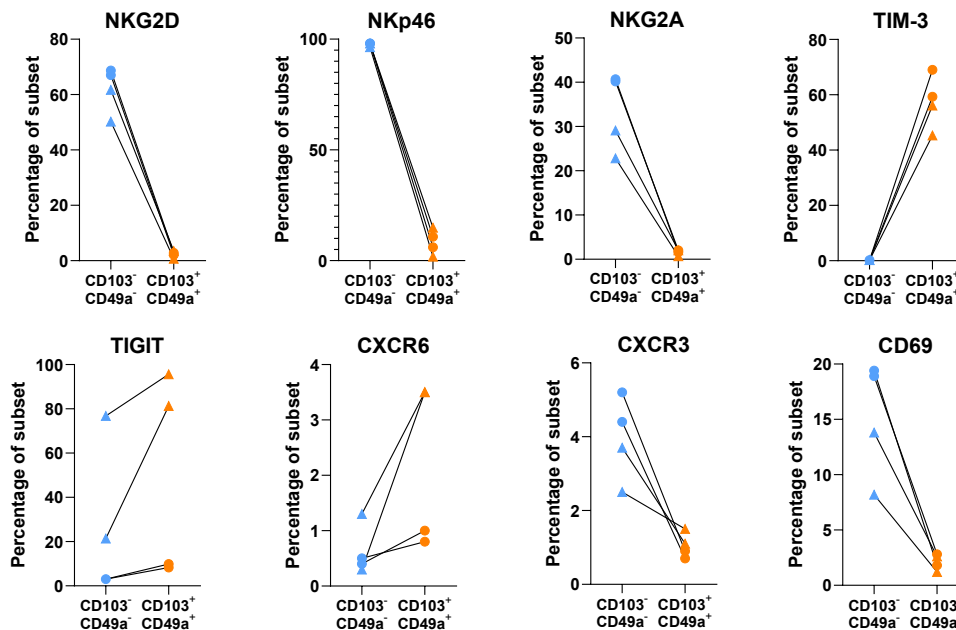 NKG2D
NKp46
NKG2A
TIM-3
Percentage of subset
80
60
40
20
0
CD103⁻ CD103⁺
CD49a⁻ CD49a⁺
Percentage of subset
100
50
0
CD103⁻ CD103⁺
CD49a⁻ CD49a⁺
Percentage of subset
50
40
30
20
10
0
CD103⁻ CD103⁺
CD49a⁻ CD49a⁺
Percentage of subset
80
60
40
20
0
CD103⁻ CD103⁺
CD49a⁻ CD49a⁺
TIGIT
CXCR6
CXCR3
CD69
Percentage of subset
100
80
60
40
20
0
CD103⁻ CD103⁺
CD49a⁻ CD49a⁺
Percentage of subset
4
3
2
1
0
CD103⁻ CD103⁺
CD49a⁻ CD49a⁺
Percentage of subset
6
4
2
0
CD103⁻ CD103⁺
CD49a⁻ CD49a⁺
Percentage of subset
20
15
10
5
0
CD103⁻ CD103⁺
CD49a⁻ CD49a⁺